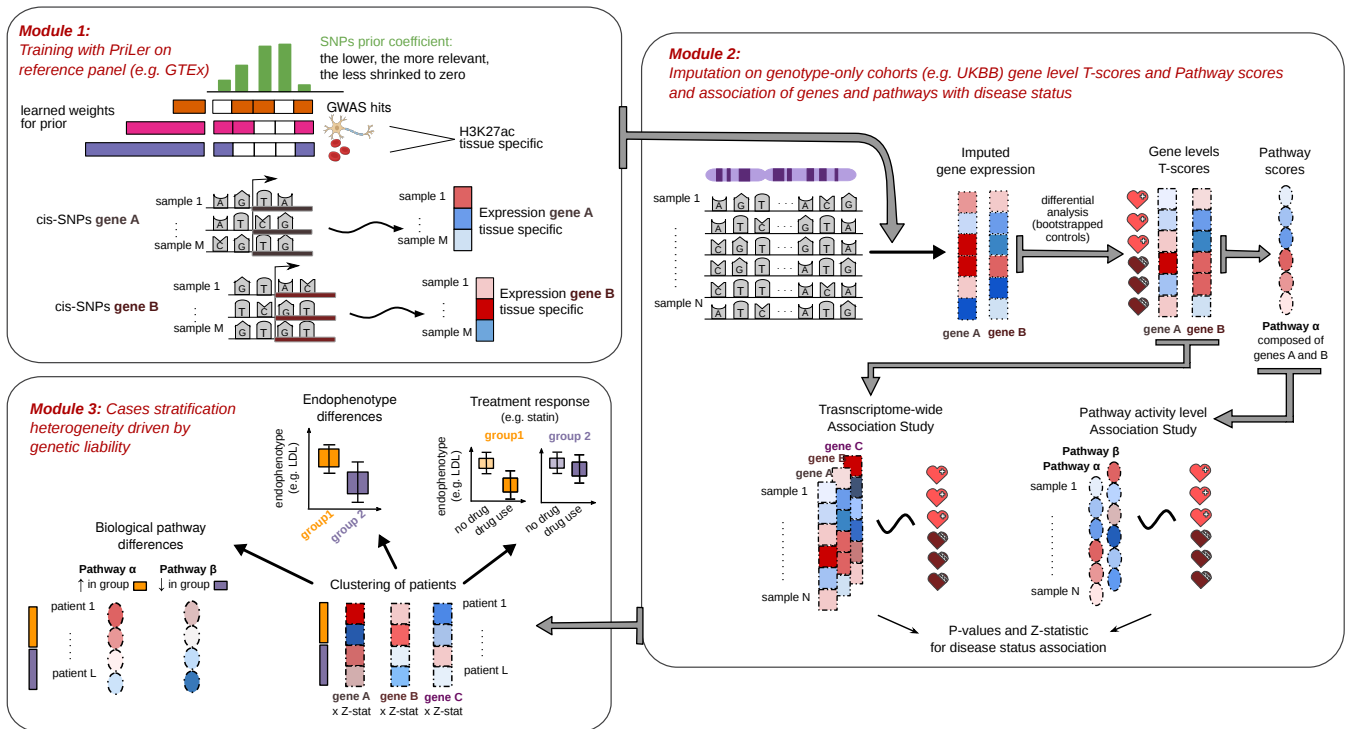 Module 1:
Training with PriLer on
reference panel (e.g. GTEx)
SNPs prior coefficient:
the lower, the more relevant,
the less shrinked to zero
learned weights
for prior
GWAS hits
H3K27ac
tissue specific
cis-SNPs gene A
sample 1
sample M
A G T A
A T C G
C G T G
sample 1
sample M
Expression gene A
tissue specific
cis-SNPs gene B
sample 1
sample M
G T A C
T C G T
G T G T
sample 1
sample M
Expression gene B
tissue specific
Module 2:
Imputation on genotype-only cohorts (e.g. UKBB) gene level T-scores and Pathway scores
and association of genes and pathways with disease status
sample 1
sample N
A G T · · · A C G
A T C · · · G T A
C G T · · · A T G
C G T · · · A T G
C T T · · · A C A
A T C · · · A T G
Imputed
gene expression
gene A gene B
differential
analysis
(bootstrapped
controls)
Gene levels
T-scores
gene A gene B
Pathway
scores
Pathway α
composed of
genes A and B
Trasnscriptome-wide
Association Study
gene C
gene B
gene A
sample 1
sample N
Pathway activity level
Association Study
Pathway β
Pathway α
sample 1
sample N
P-values and Z-statistic
for disease status association
Module 3: Cases stratification
heterogeneity driven by
genetic liability
Endophenotype
differences
endophenotype
(e.g. LDL)
group1
group 2
Treatment response
(e.g. statin)
group1
group 2
endophenotype
(e.g. LDL)
no drug
drug use
no drug
drug use
Biological pathway
differences
Pathway α
↑ in group
Pathway β
↓ in group
patient 1
patient L
Clustering of patients
patient 1
patient L
gene A gene B gene C
x Z-stat x Z-stat x Z-stat